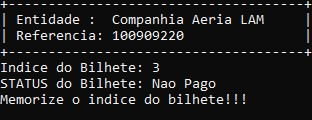 +-------------------------------------+
| Entidade :  Companhia Aeria LAM     |
| Referencia: 100909220               |
+-------------------------------------+
Indice do Bilhete: 3
STATUS do Bilhete: Nao Pago
Memorize o indice do bilhete!!!